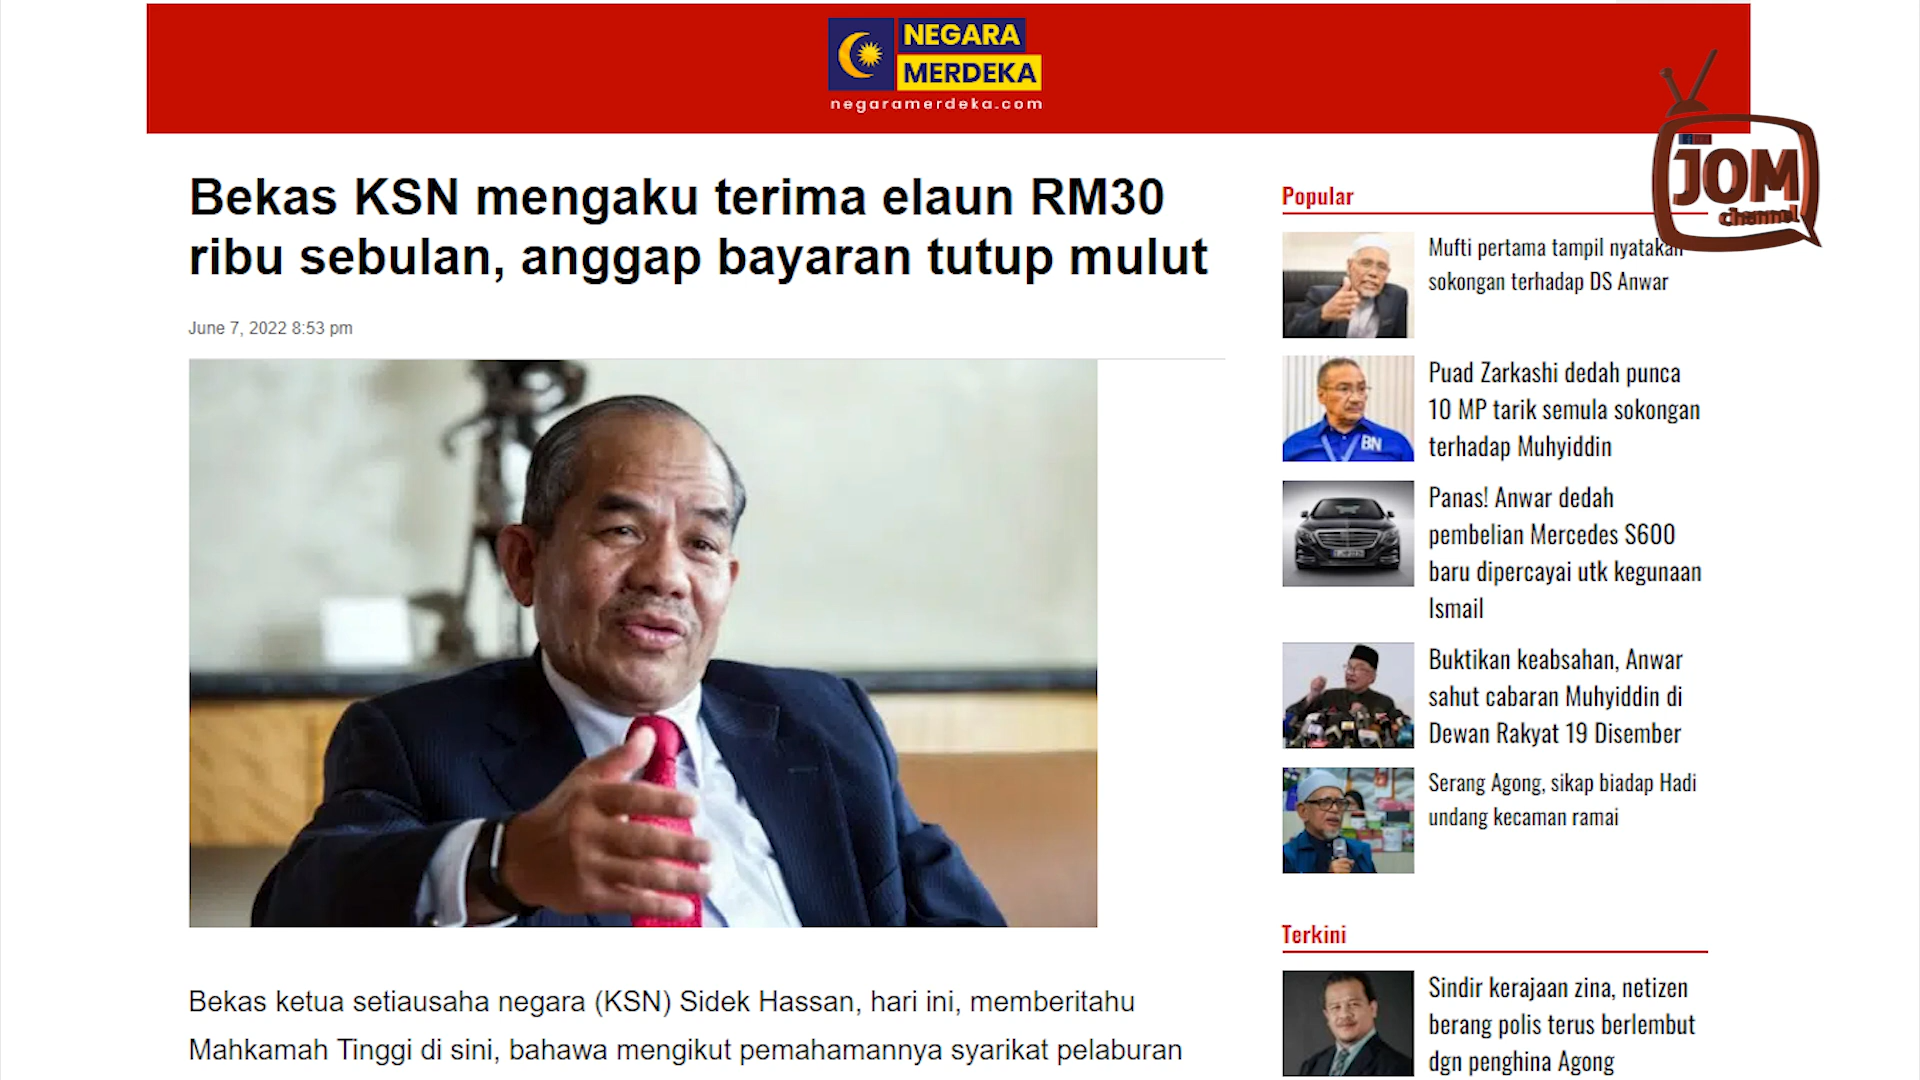 NEGARA
MERDEKA
negaramerdeka.com
JOM
channel
Bekas KSN mengaku terima elaun RM30
ribu sebulan, anggap bayaran tutup mulut
June 7, 2022 8:53 pm
Bekas ketua setiausaha negara (KSN) Sidek Hassan, hari ini, memberitahu
Mahkamah Tinggi di sini, bahawa mengikut pemahamannya syarikat pelaburan
Popular
Mufti pertama tampil nyatakan
sokongan terhadap DS Anwar
Puad Zarkashi dedah punca
10 MP tarik semula sokongan
terhadap Muhyiddin
BN
Panas! Anwar dedah
pembelian Mercedes S600
baru dipercayai utk kegunaan
Ismail
Buktikan keabsahan, Anwar
sahut cabaran Muhyiddin di
Dewan Rakyat 19 Disember
Serang Agong, sikap biadap Hadi
undang kecaman ramai
Terkini
Sindir kerajaan zina, netizen
berang polis terus berlembut
dgn penghina Agong